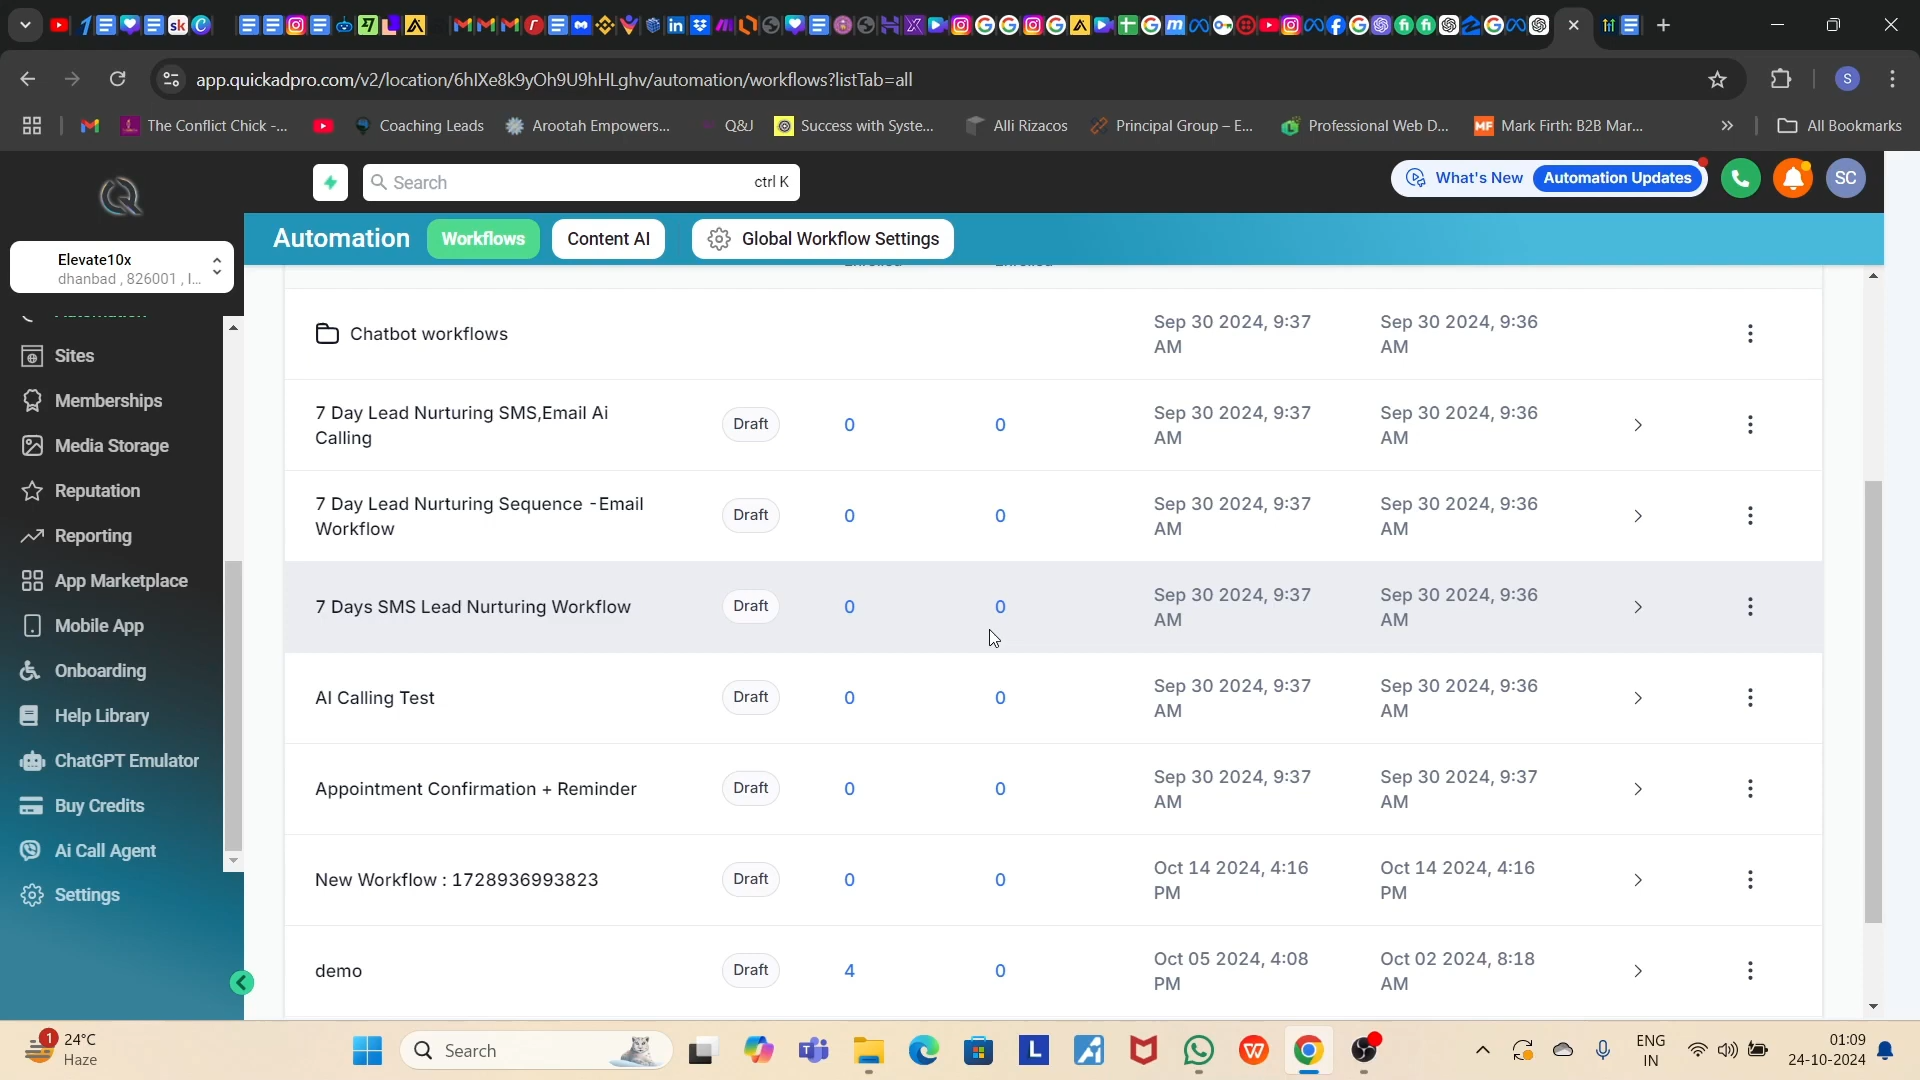 app.quickadpro.com/v2/location/6hlXe8k9yOh9U9hHLghv/automation/workflows?listTab=all
S
The Conflict Chick -...
Coaching Leads
Arootah Empowers...
Q&J
Success with Syste...
Alli Rizacos
Principal Group – E...
Professional Web D...
MF Mark Firth: B2B Mar...
All Bookmarks
Search
ctrl K
What's New
Automation Updates
SC
Automation
Workflows
Content AI
Global Workflow Settings
Elevate10x
dhanbad , 826001 , I...
Automation
Sites
Memberships
Media Storage
Reputation
Reporting
App Marketplace
Mobile App
Onboarding
Help Library
ChatGPT Emulator
Buy Credits
Ai Call Agent
Settings
Enrolled Enrolled
Chatbot workflows
Sep 30 2024, 9:37
AM
Sep 30 2024, 9:36
AM
7 Day Lead Nurturing SMS,Email Ai
Calling
Draft
0
0
Sep 30 2024, 9:37
AM
Sep 30 2024, 9:36
AM
7 Day Lead Nurturing Sequence -Email
Workflow
Draft
0
0
Sep 30 2024, 9:37
AM
Sep 30 2024, 9:36
AM
7 Days SMS Lead Nurturing Workflow
Draft
0
0
Sep 30 2024, 9:37
AM
Sep 30 2024, 9:36
AM
AI Calling Test
Draft
0
0
Sep 30 2024, 9:37
AM
Sep 30 2024, 9:36
AM
Appointment Confirmation + Reminder
Draft
0
0
Sep 30 2024, 9:37
AM
Sep 30 2024, 9:37
AM
New Workflow : 1728936993823
Draft
0
0
Oct 14 2024, 4:16
PM
Oct 14 2024, 4:16
PM
demo
Draft
4
0
Oct 05 2024, 4:08
PM
Oct 02 2024, 8:18
AM
1
24°C
Haze
Search
ENG
IN
01:09
24-10-2024